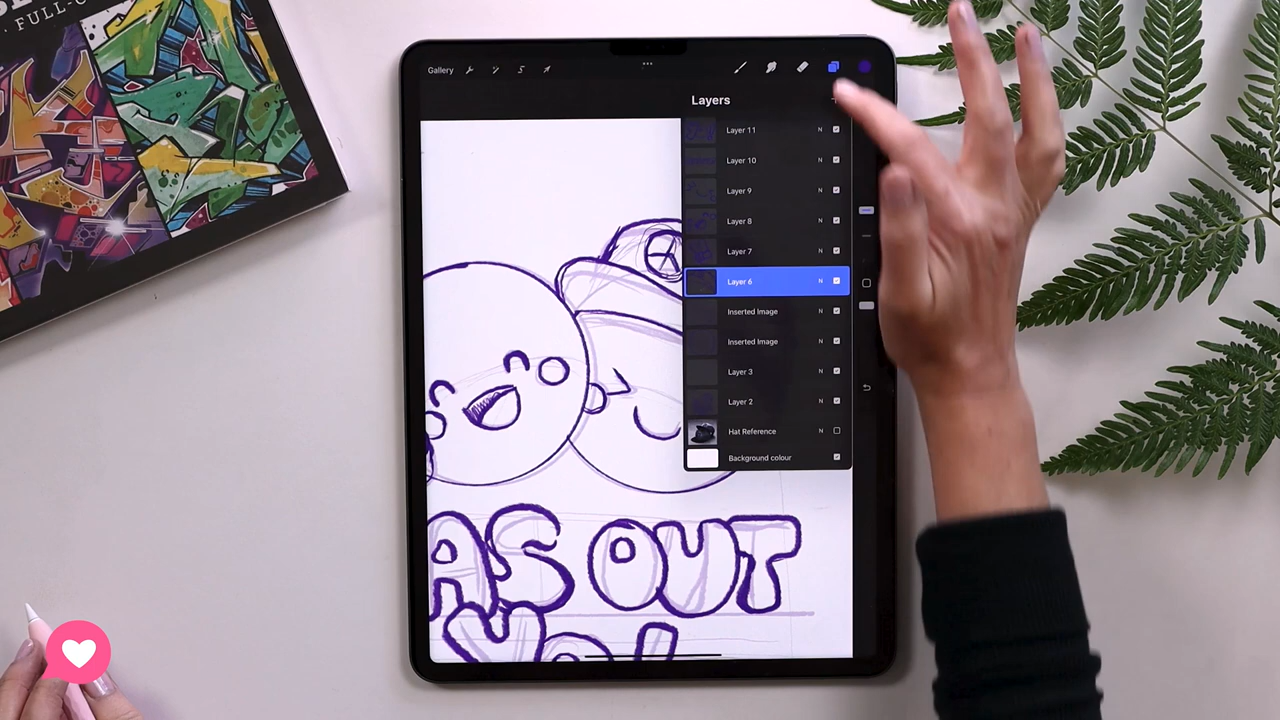 FULL-C
Gallery
Layers
Layer 11 N
Layer 10 N
Layer 9 N
Layer 8 N
Layer 7 N
Layer 6 N
Inserted Image N
Inserted Image N
Layer 3 N
Layer 2 N
Hat Reference N
Background colour
AS OUT